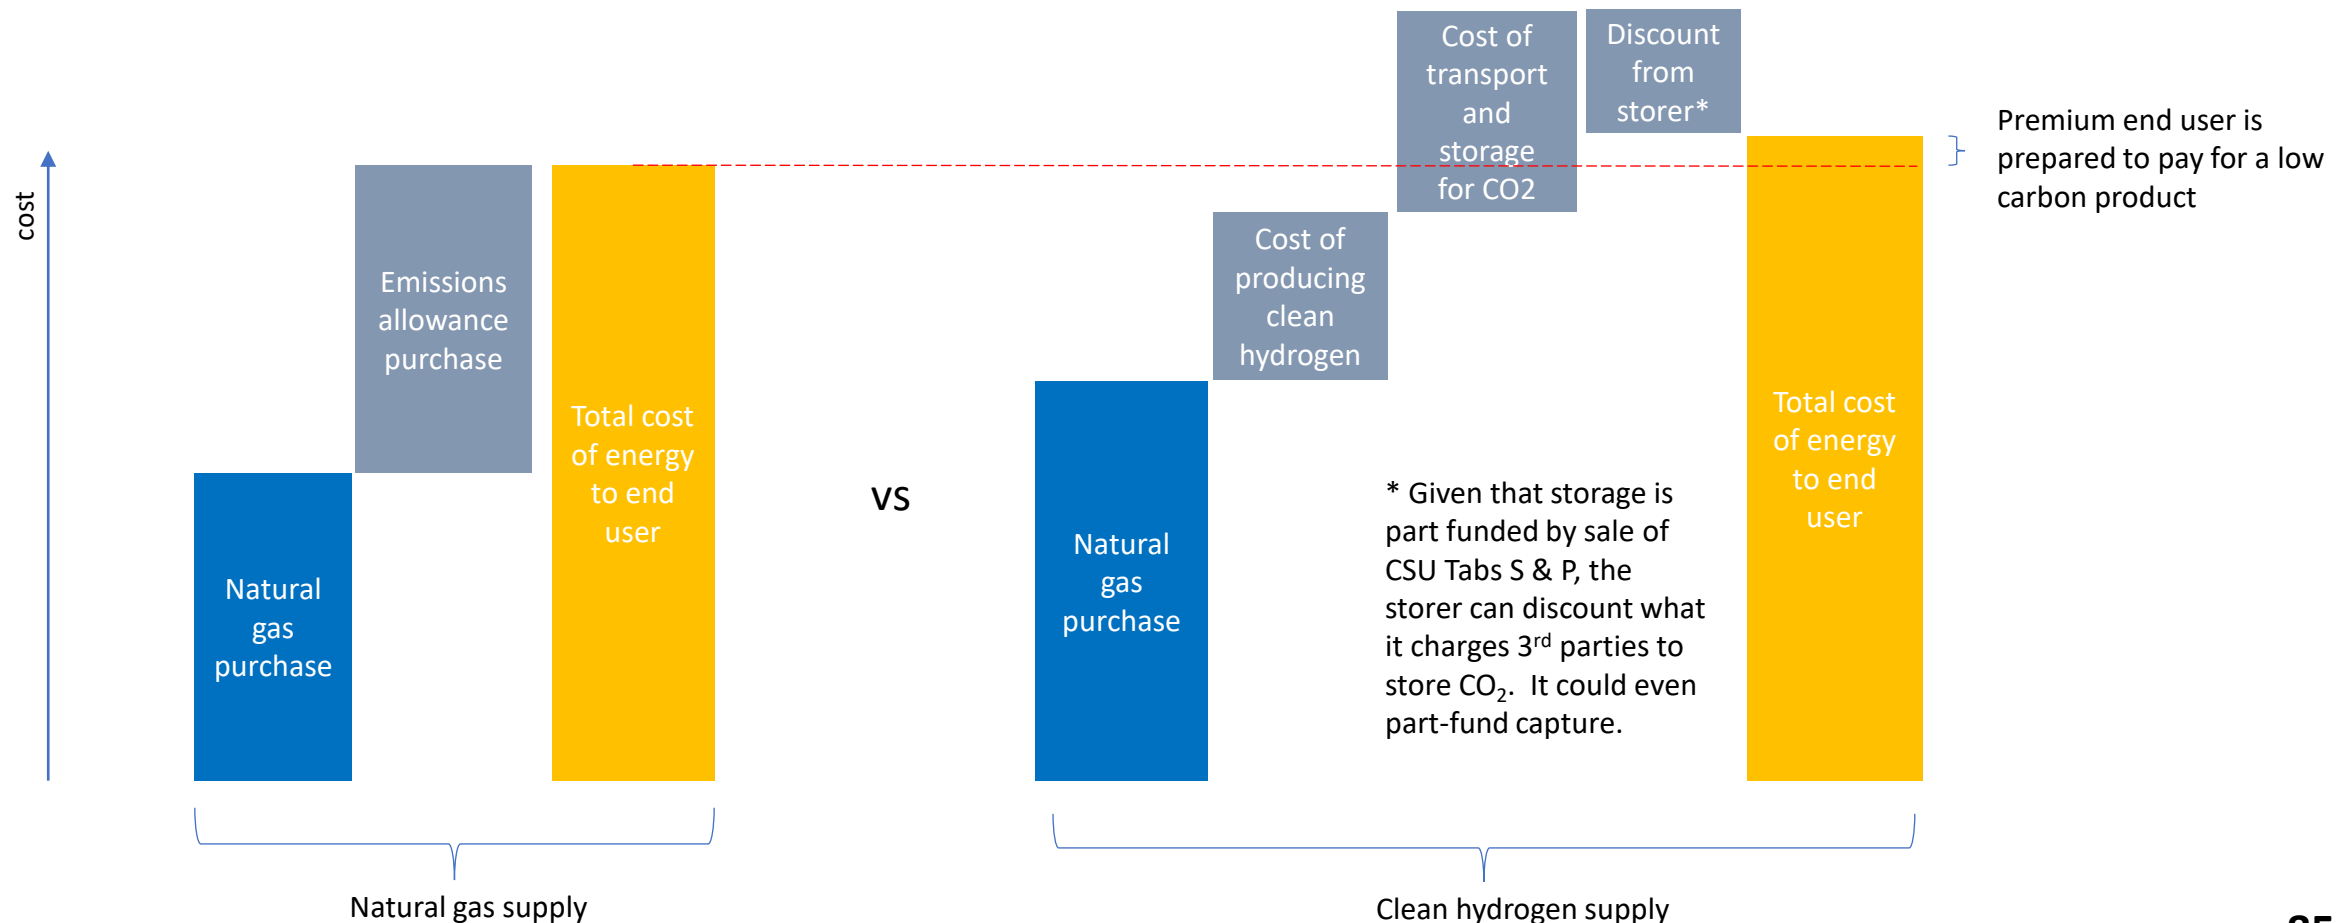 cost
Natural
gas
purchase
Emissions
allowance
purchase
Total cost
of energy
to end
user
Natural gas supply
vs
Natural
gas
purchase
Cost of
producing
clean
hydrogen
Cost of
transport
and
storage
for CO2
Discount
from
storer*
Total cost
of energy
to end
user
Premium end user is
prepared to pay for a low
carbon product
* Given that storage is
part funded by sale of
CSU Tabs S & P, the
storer can discount what
it charges 3rd parties to
store CO₂.  It could even
part-fund capture.
Clean hydrogen supply